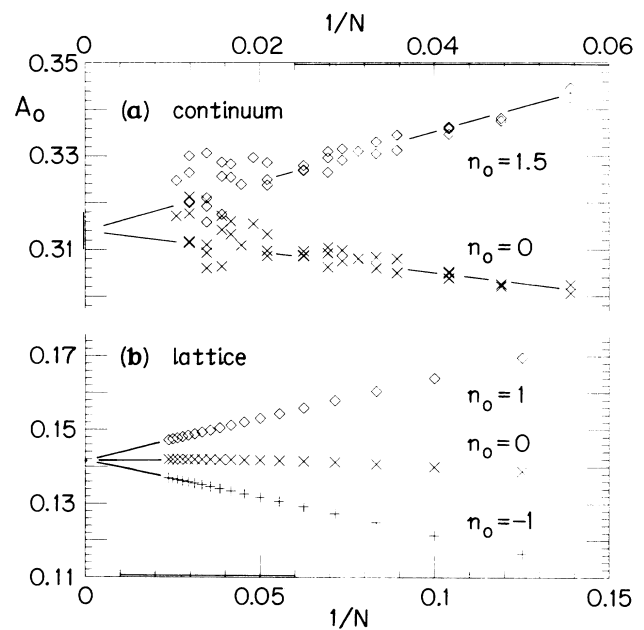 1/N
0 0.02 0.04 0.06
0.35
A₀
(a) continuum
0.33
n₀ = 1.5
n₀ = 0
0.31
0.17
(b) lattice
n₀ = 1
0.15
n₀ = 0
0.13
n₀ = -1
0.11
0 0.05 0.1 0.15
1/N